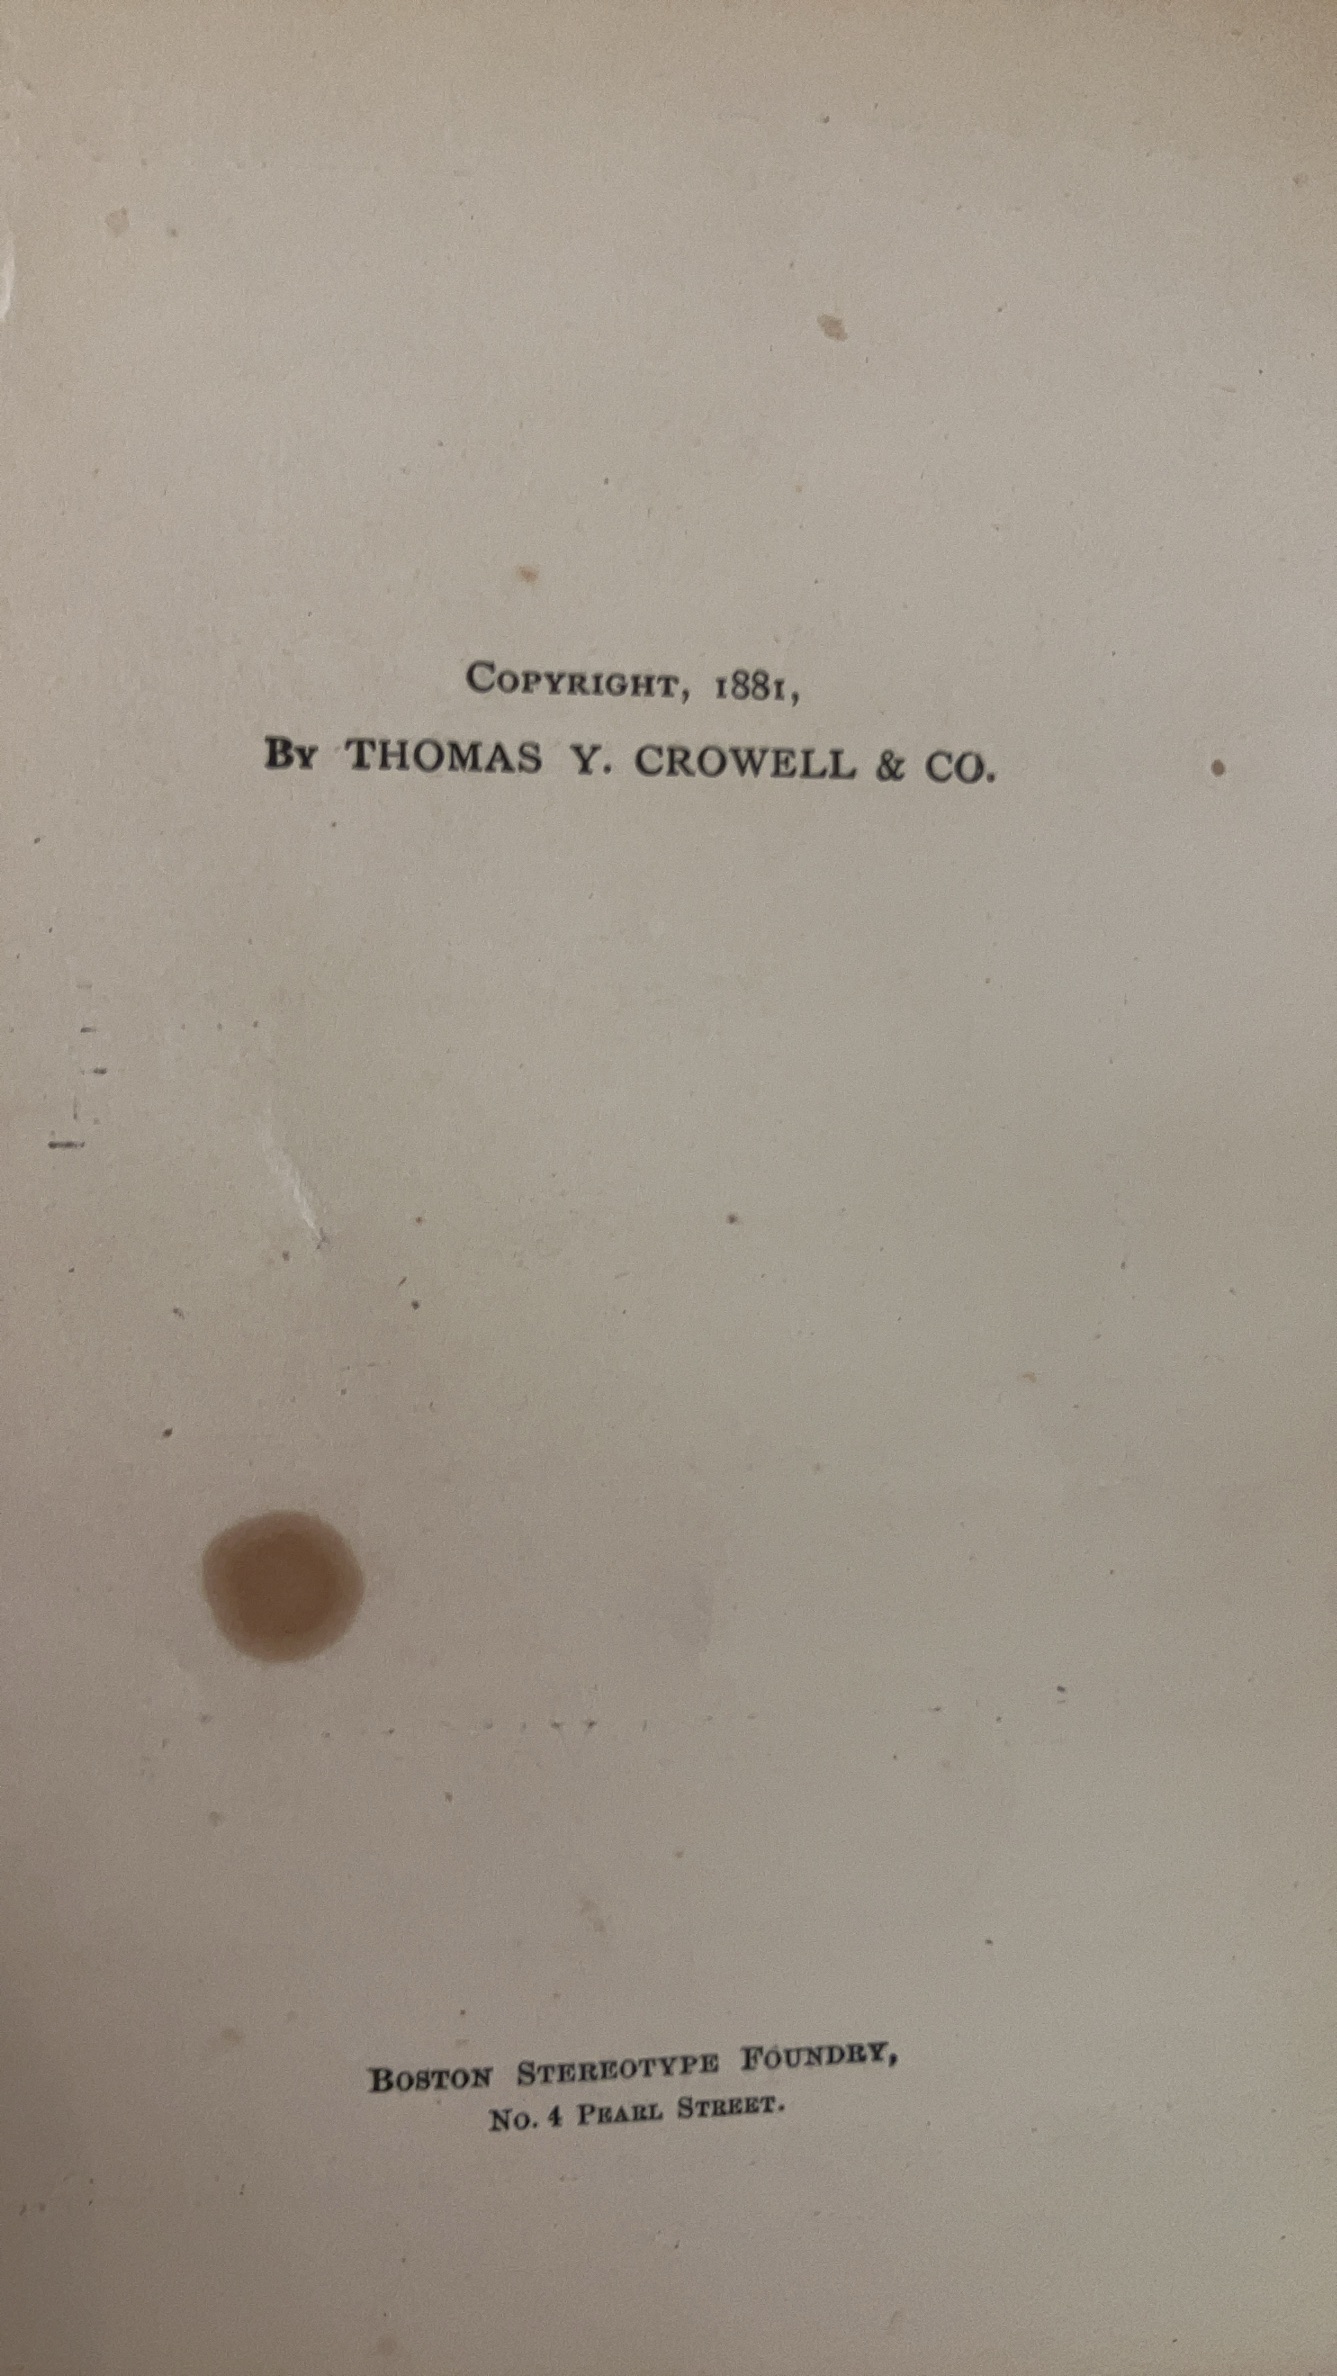 COPYRIGHT, 1881,
BY THOMAS Y. CROWELL & CO.
BOSTON STEREOTYPE FOUNDRY,
NO. 4 PEARL STREET.